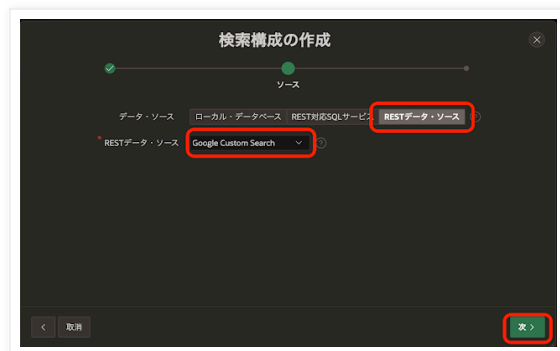 検索構成の作成
ソース
データ・ソース ローカル・データベース REST対応SQLサービス RESTデータ・ソース
* RESTデータ・ソース Google Custom Search
取消 次